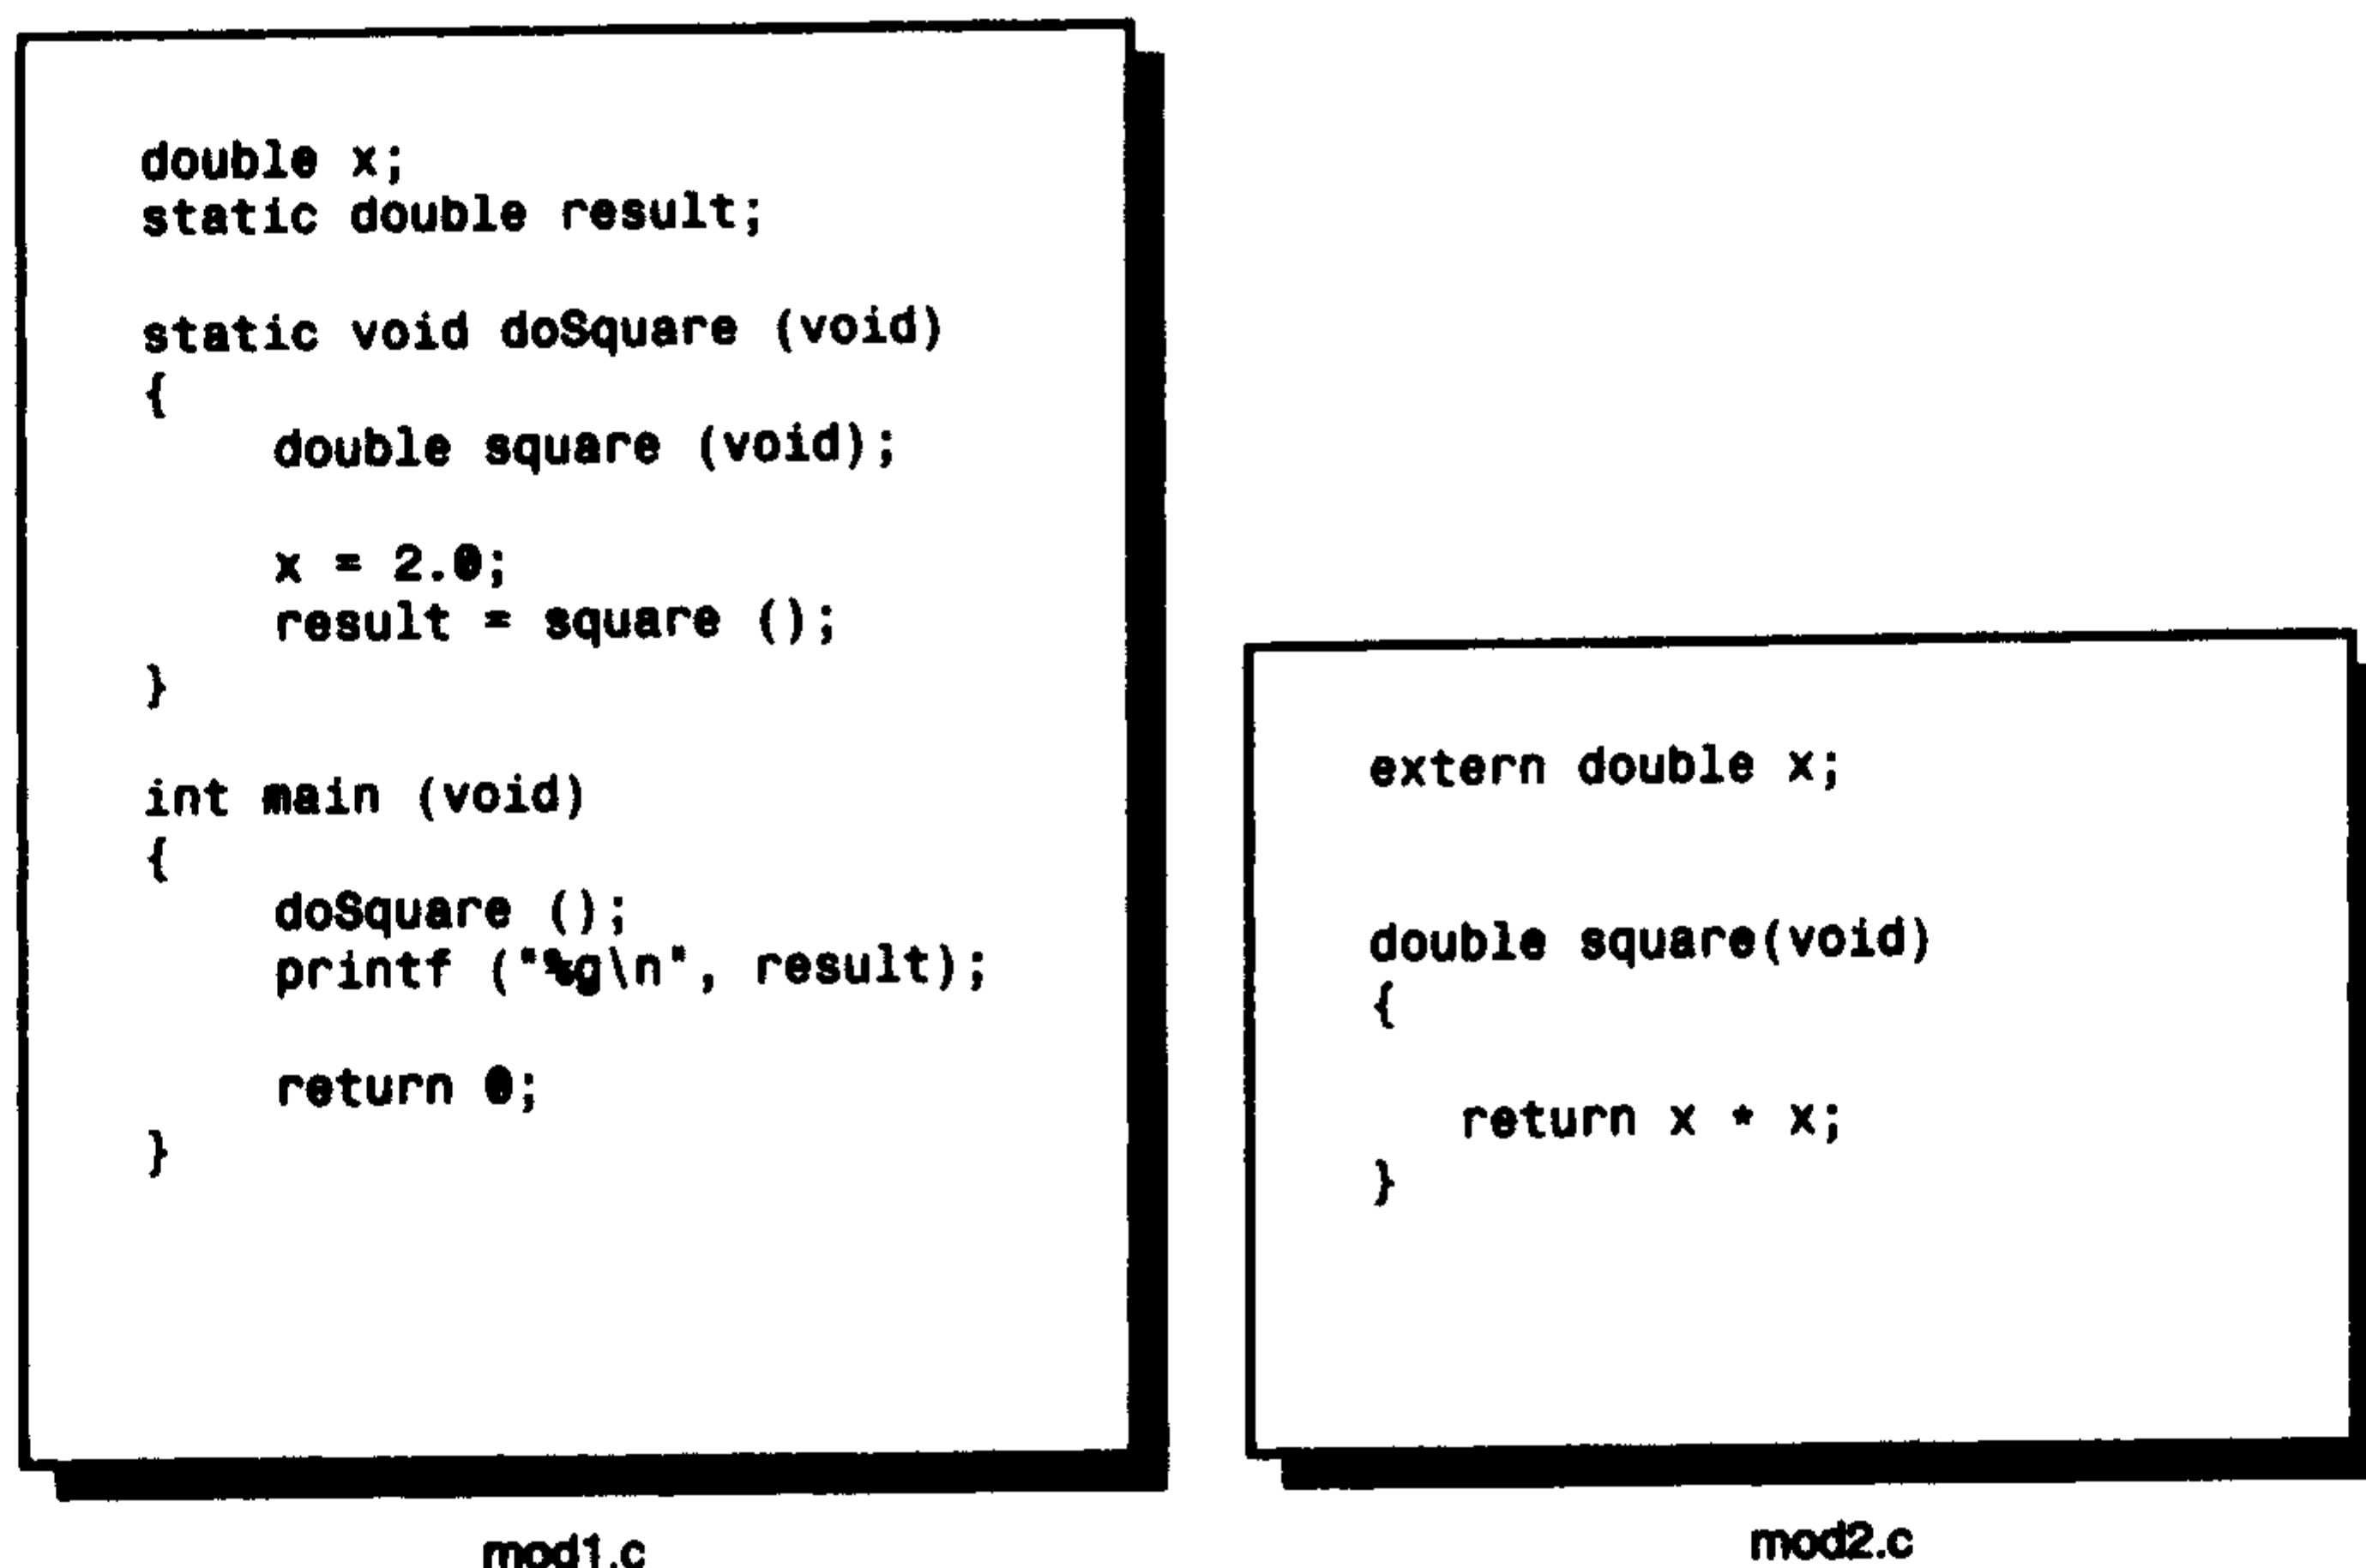 double x;
static double result;
static void doSquare (void)
{
double square (void);
x = 2.0;
result = square ();
}
int main (void)
{
doSquare ();
printf ("%g\n", result);
return 0;
}
mod1.c
extern double x;
double square(void)
{
return x * x;
}
mod2.c